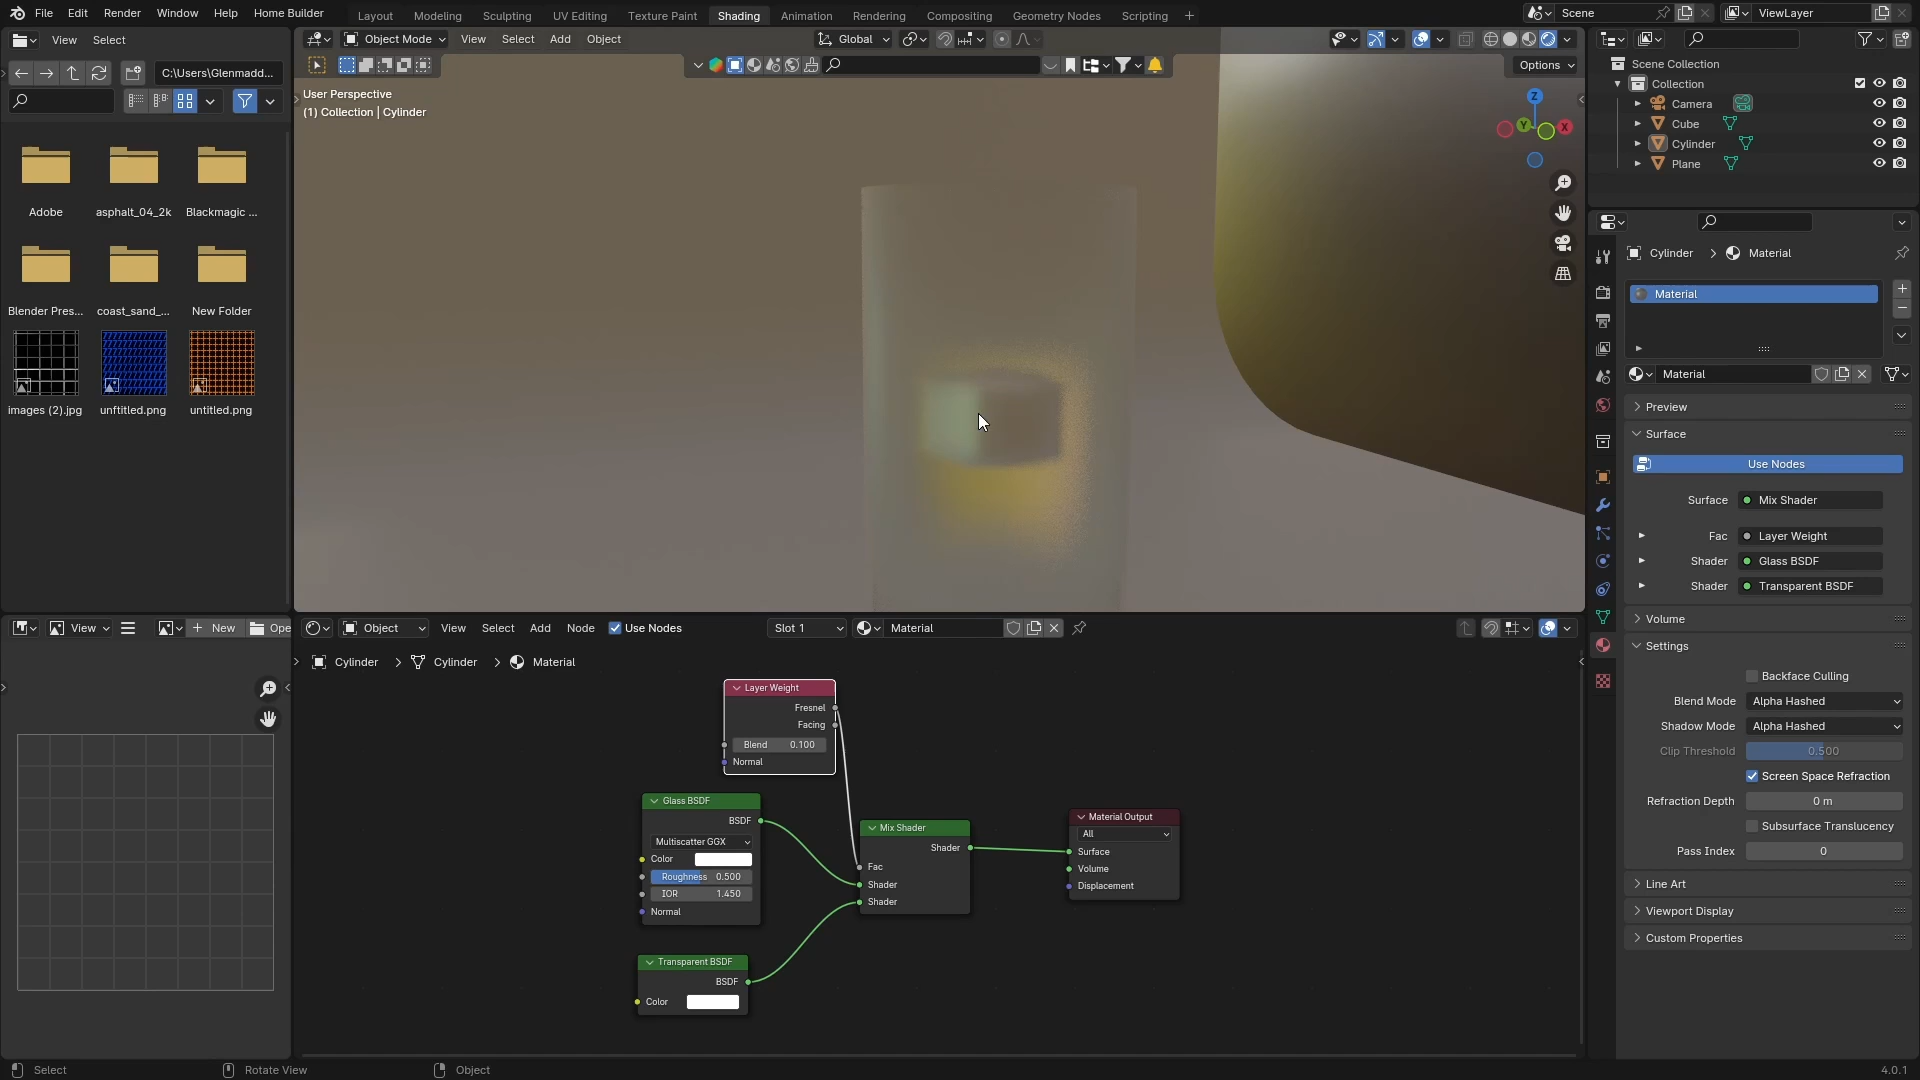 File Edit Render Window Help Home Builder Layout Modeling Sculpting UV Editing Texture Paint Shading Animation Rendering Compositing Geometry Nodes Scripting + Scene ViewLayer
View Select
Object Mode View Select Add Object Global
C:\Users\Glenmadd...
Options
User Perspective
(1) Collection | Cylinder
Z
Y
X
Scene Collection
Collection
Camera
Cube
Cylinder
Plane
Adobe asphalt_04_2k Blackmagic ...
Blender Pres... coast_sand_... New Folder
images (2).jpg unftitled.png untitled.png
Cylinder > Material
Material
Material
Preview
Surface
Use Nodes
Surface Mix Shader
Fac Layer Weight
Shader Glass BSDF
Shader Transparent BSDF
Volume
Settings
Backface Culling
Blend Mode Alpha Hashed
Shadow Mode Alpha Hashed
Clip Threshold 0.500
Screen Space Refraction
Refraction Depth 0 m
Subsurface Translucency
Pass Index 0
Line Art
Viewport Display
Custom Properties
View + New Ope
Object View Select Add Node Use Nodes Slot 1 Material
Cylinder > Cylinder > Material
Layer Weight
Fresnel
Facing
Blend 0.100
Normal
Glass BSDF
BSDF
Multiscatter GGX
Color
Roughness 0.500
IOR 1.450
Normal
Transparent BSDF
BSDF
Color
Mix Shader
Shader
Fac
Shader
Shader
Material Output
All
Surface
Volume
Displacement
Select Rotate View Object 4.0.1